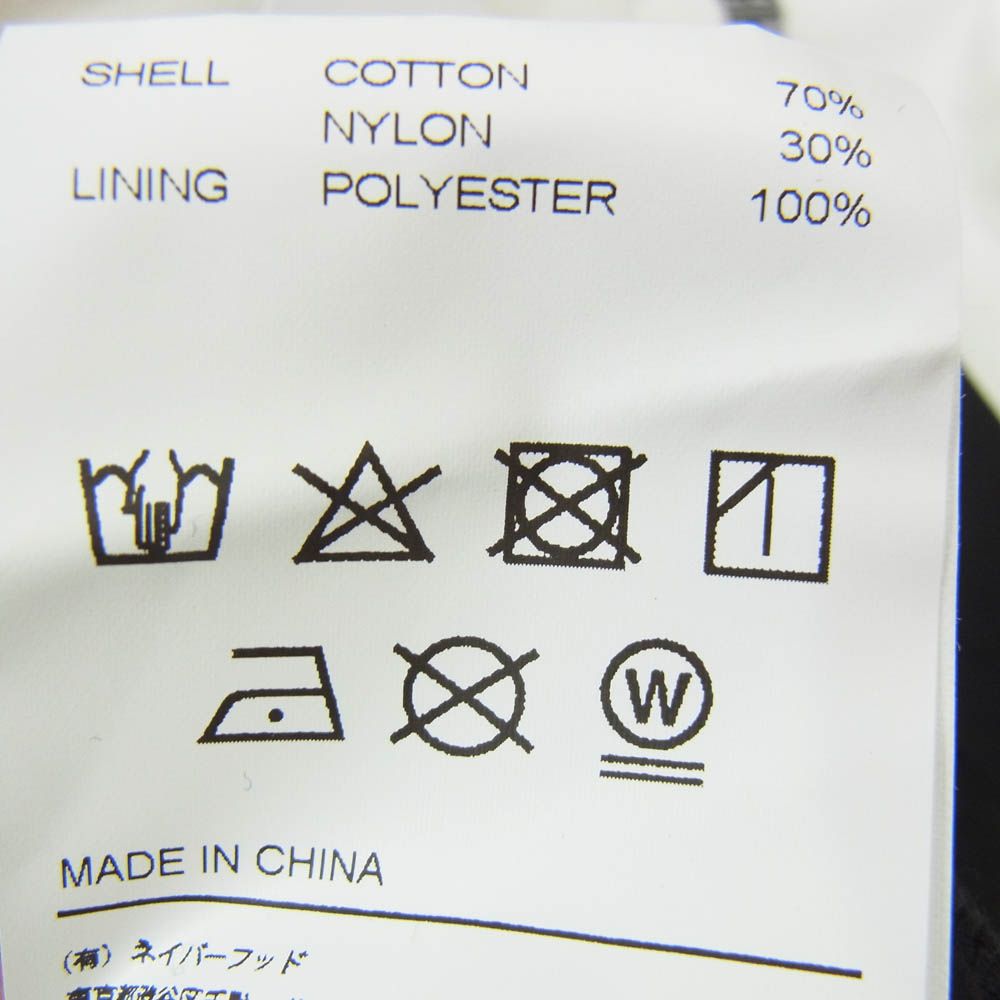 SHELL COTTON 70%
NYLON 30%
LINING POLYESTER 100%
W
MADE IN CHINA
(有) ネイバーフッド